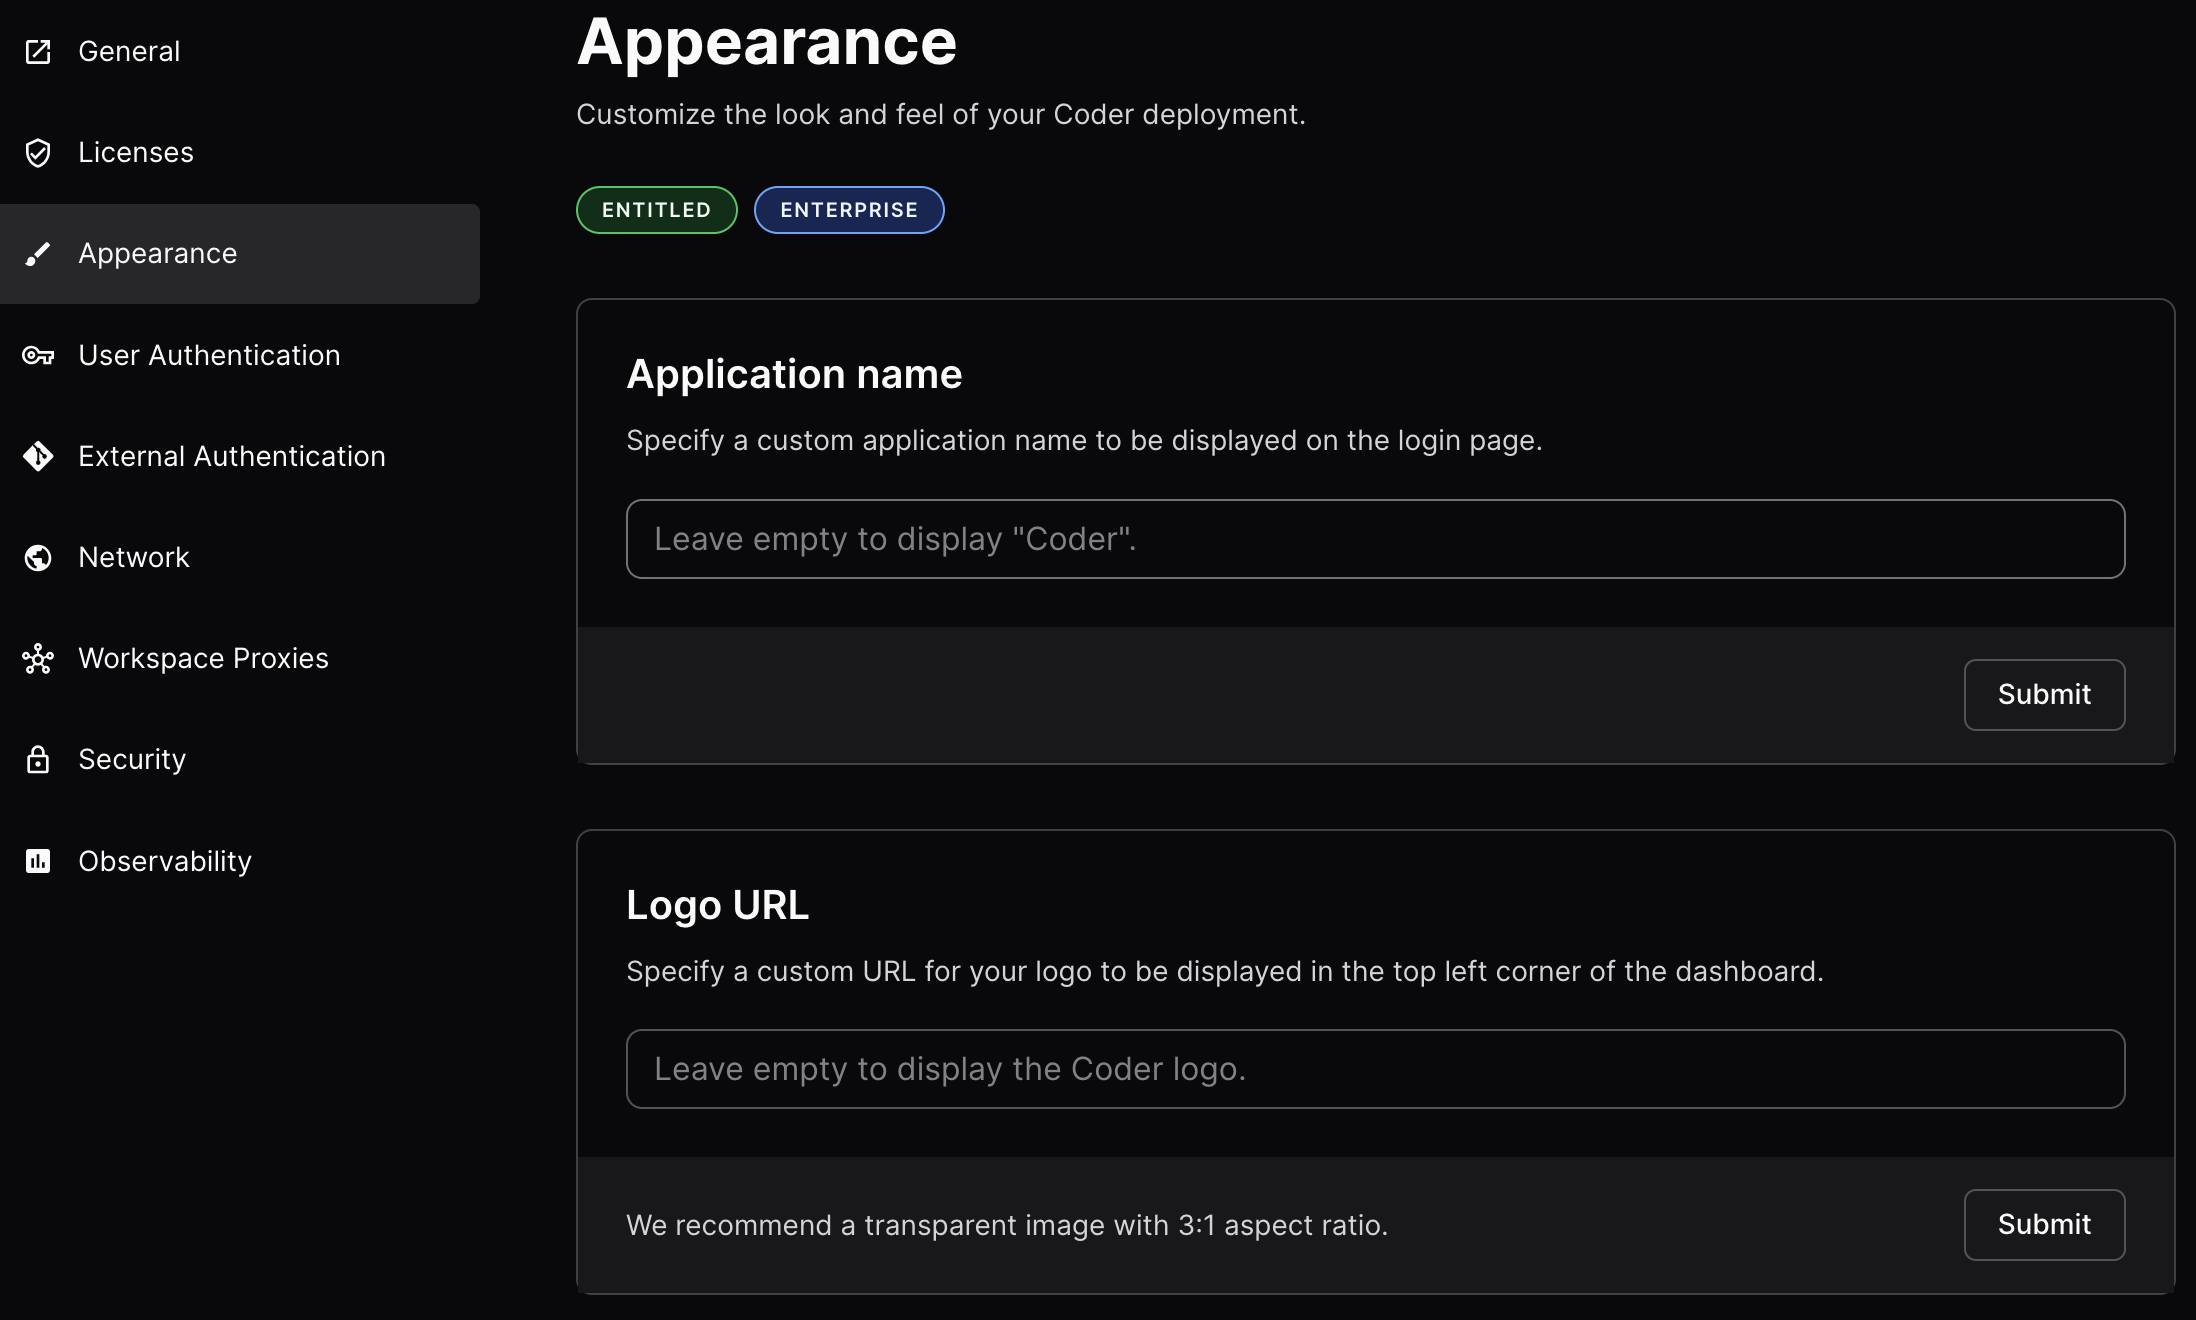 General
Licenses
Appearance
User Authentication
External Authentication
Network
Workspace Proxies
Security
Observability
Appearance
Customize the look and feel of your Coder deployment.
ENTITLED
ENTERPRISE
Application name
Specify a custom application name to be displayed on the login page.
Leave empty to display "Coder".
Submit
Logo URL
Specify a custom URL for your logo to be displayed in the top left corner of the dashboard.
Leave empty to display the Coder logo.
We recommend a transparent image with 3:1 aspect ratio.
Submit